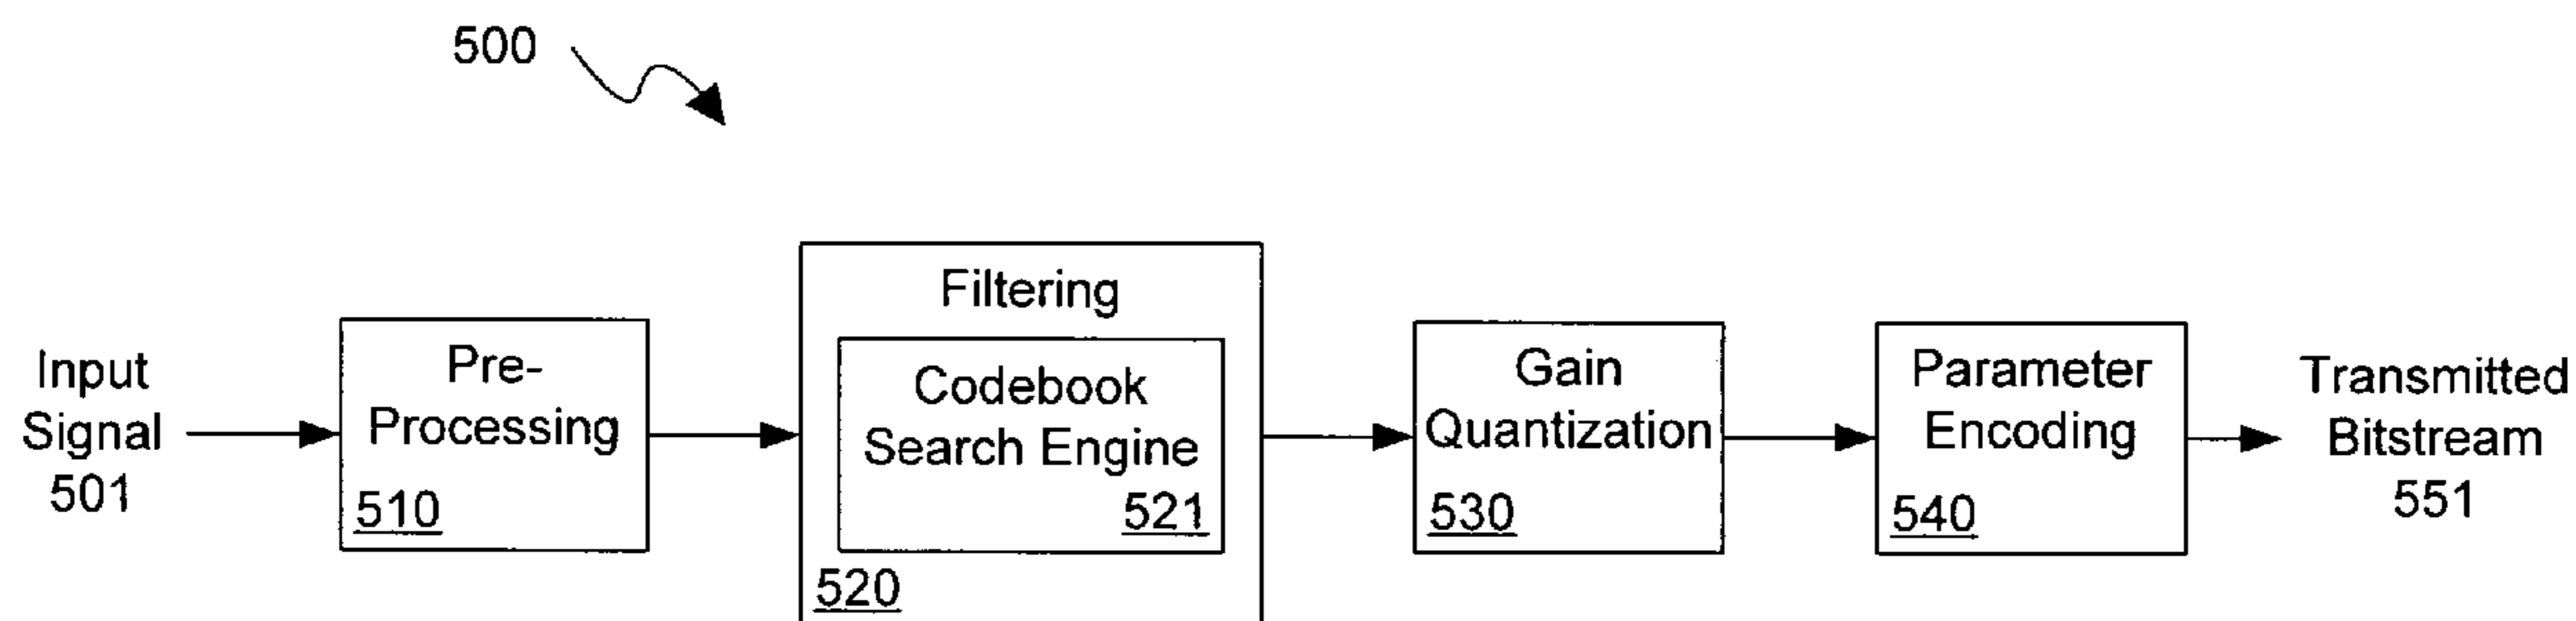 500
Input
Signal
501
Pre-
Processing
510
Filtering
Codebook
Search Engine
521
520
Gain
Quantization
530
Parameter
Encoding
540
Transmitted
Bitstream
551